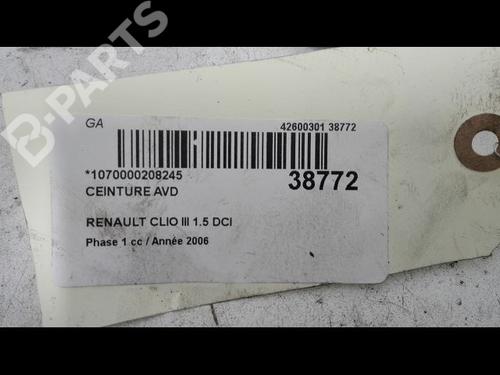 B-PARTS
GA
42600301 38772
*1070000208245
38772
CEINTURE AVD
RENAULT CLIO III 1.5 DCI
Phase 1 cc / Année 2006